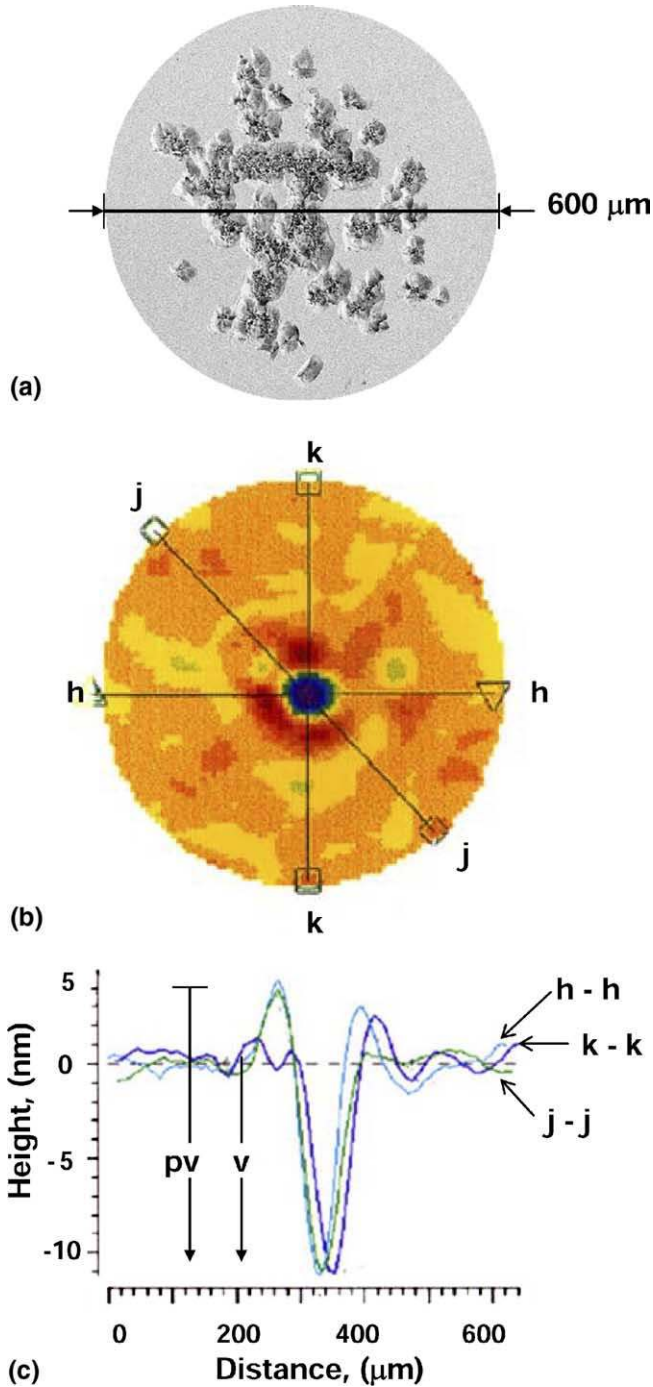 600 μm
(a)
k
j
h h
j
k
(b)
5
0
-5
-10
Height, (nm)
pv v
h - h
k - k
j - j
0 200 400 600
Distance, (μm)
(c)